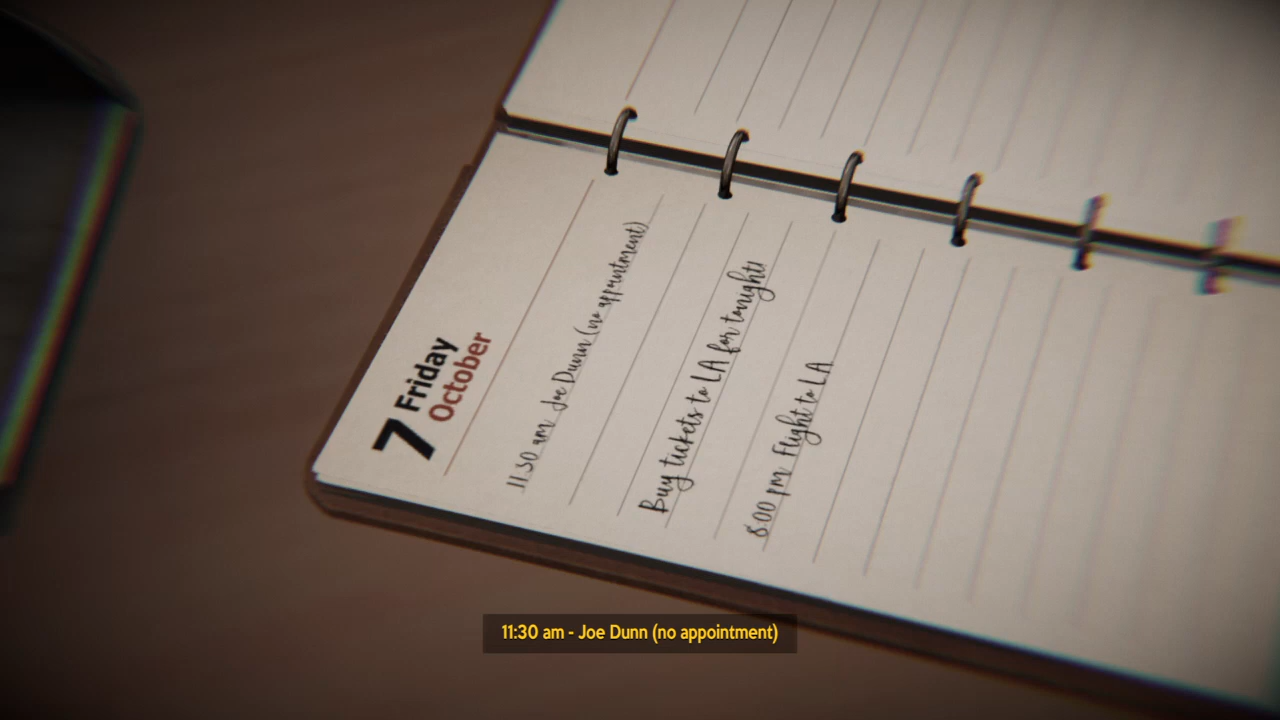 7 Friday
October
11.30 am Joe Dunn (no appointment)
Buy tickets to LA for tonight!
8:00 pm Flight to LA
11:30 am - Joe Dunn (no appointment)